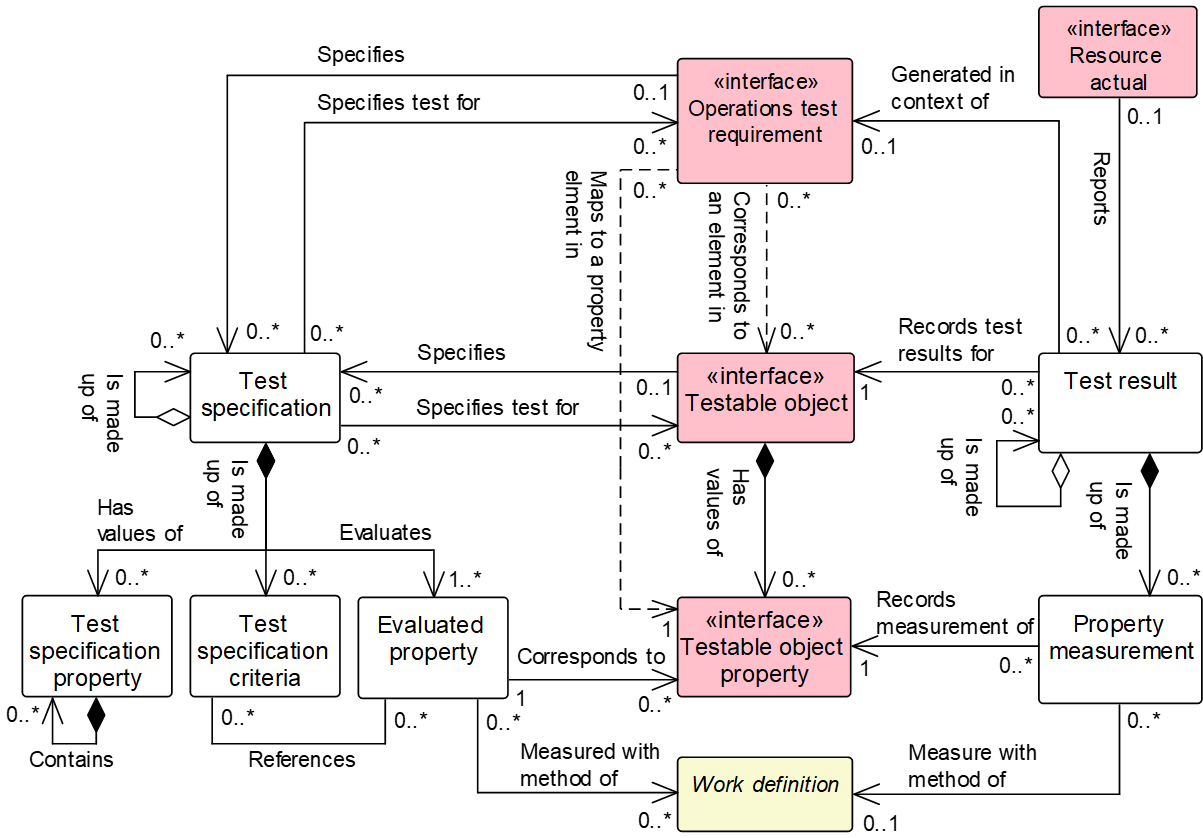 Specifies
0..1
Specifies test for
0..*
«interface»
Operations test
requirement
Generated in
context of
0..1
«interface»
Resource
actual
0..1
Reports
0..*
Maps to a property
elment in
0..*
Corresponds to
an element in
0..*
0..*
0..*
0..*
0..*
0..*
0..*
Is made
up of
Test
specification
Specifies
0..1
0..*
Specifies test for
0..*
0..*
«interface»
Testable object
Records test
results for
1
0..*
0..*
Test result
Is made
up of
Is made
up of
0..*
Is made
up of
Has
values of
0..*
Has
values of
0..*
0..*
Evaluates
1..*
Test
specification
property
0..*
Contains
Test
specification
criteria
0..*
References
Evaluated
property
0..*
0..*
Corresponds to
1
0..*
1
«interface»
Testable object
property
Records
measurement of
1
0..*
Property
measurement
0..*
Measured with
method of
0..*
Work definition
Measure with
method of
0..1